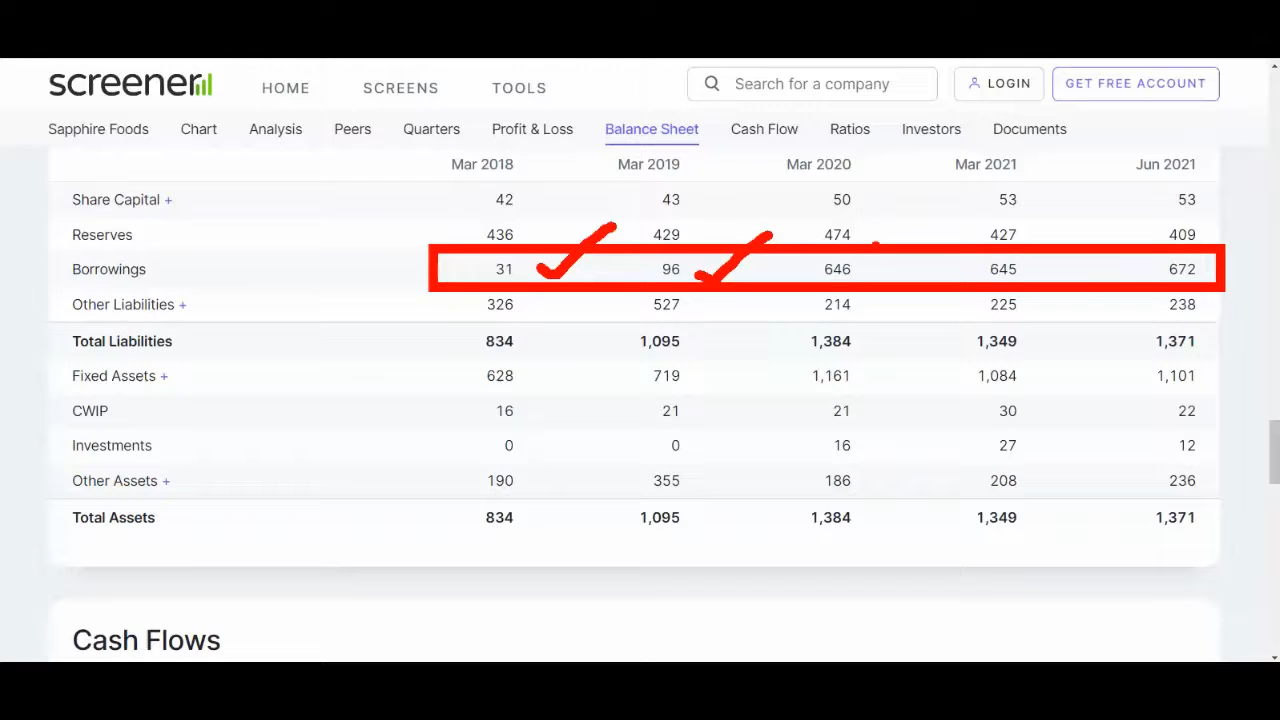 screener HOME SCREENS TOOLS Search for a company LOGIN GET FREE ACCOUNT
Sapphire Foods Chart Analysis Peers Quarters Profit & Loss Balance Sheet Cash Flow Ratios Investors Documents
Mar 2018 Mar 2019 Mar 2020 Mar 2021 Jun 2021
Share Capital + 42 43 50 53 53
Reserves 436 429 474 427 409
Borrowings 31 96 646 645 672
Other Liabilities + 326 527 214 225 238
Total Liabilities 834 1,095 1,384 1,349 1,371
Fixed Assets + 628 719 1,161 1,084 1,101
CWIP 16 21 21 30 22
Investments 0 0 16 27 12
Other Assets + 190 355 186 208 236
Total Assets 834 1,095 1,384 1,349 1,371
Cash Flows